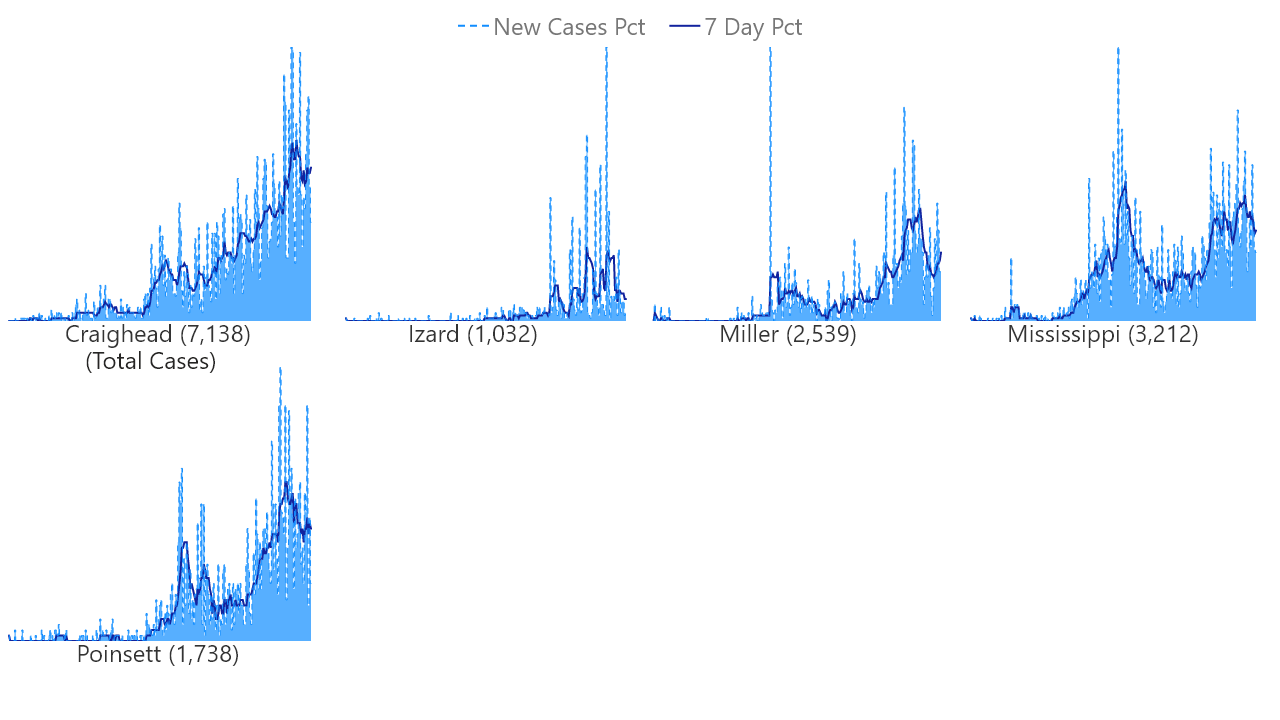 New Cases Pct 7 Day Pct
Craighead (7,138)
(Total Cases)
Izard (1,032)
Miller (2,539)
Mississippi (3,212)
Poinsett (1,738)